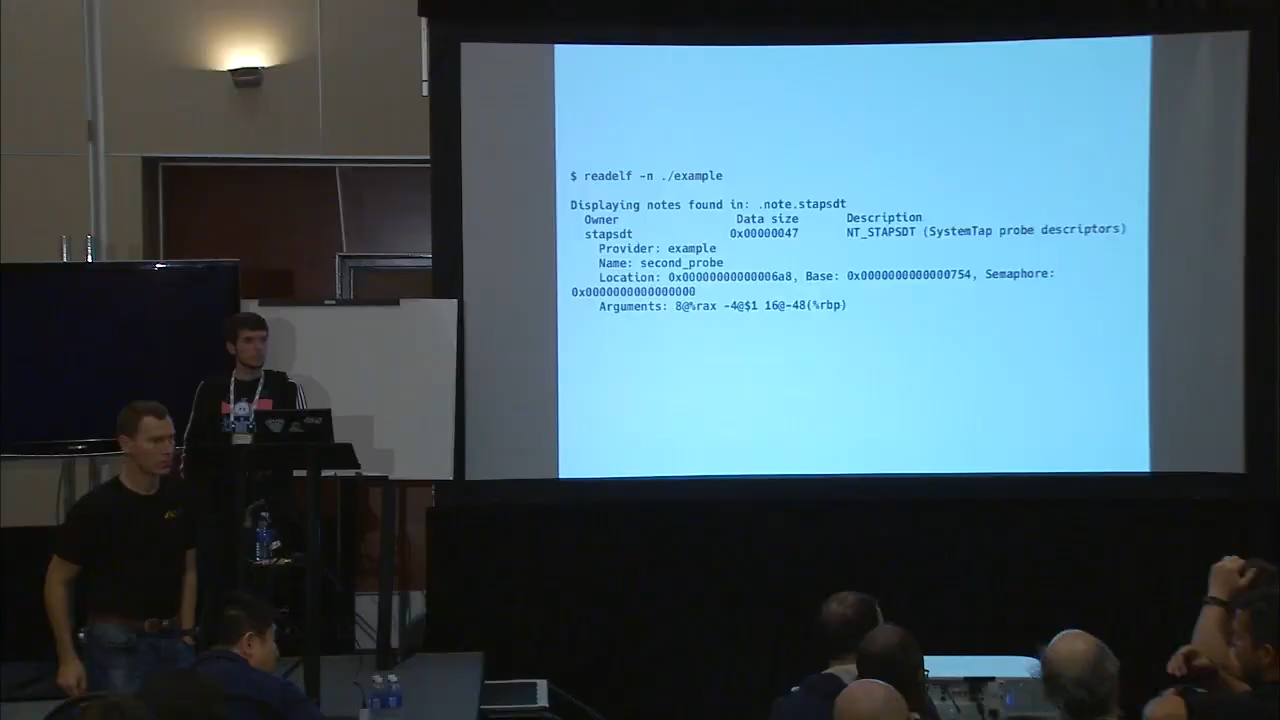 $ readelf -n ./example
Displaying notes found in: .note.stapsdt
Owner Data size Description
stapsdt 0x00000047 NT_STAPSDT (SystemTap probe descriptors)
Provider: example
Name: second_probe
Location: 0x00000000000006a8, Base: 0x0000000000000754, Semaphore:
0x0000000000000000
Arguments: 8@%rax -4@$1 16@-48(%rbp)